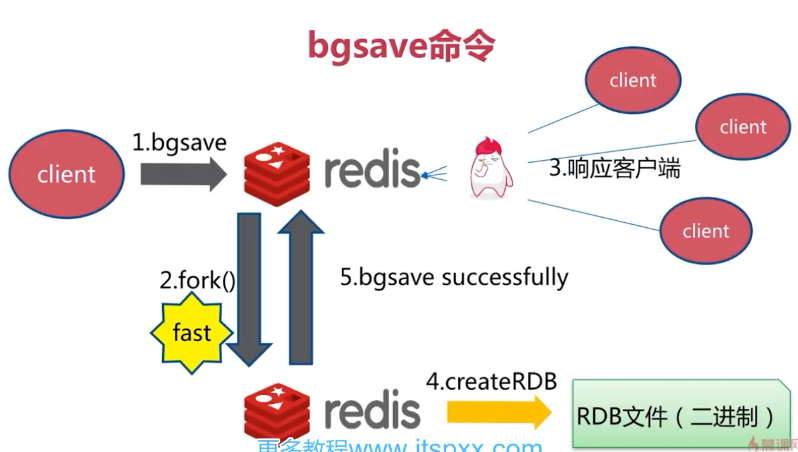 bgsave命令
client
client
1.bgsave
client
redis
3.响应客户端
client
2.fork()
5.bgsave successfully
fast
4.createRDB
redis
RDB文件（二进制）
更多教程www.itspxx.com
慕课网